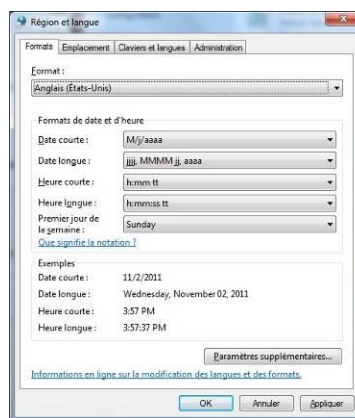 Région et langue
Formats Emplacement Claviers et langues Administration
Format :
Anglais (États-Unis)
Formats de date et d'heure
Date courte : M/j/aaaa
Date longue : jjjj, MMMM jj, aaaa
Heure courte : h:mm tt
Heure longue : h:mm:ss tt
Premier jour de
la semaine : Sunday
Que signifie la notation ?
Exemples
Date courte : 11/2/2011
Date longue : Wednesday, November 02, 2011
Heure courte : 3:57 PM
Heure longue : 3:57:37 PM
Paramètres supplémentaires...
Informations en ligne sur la modification des langues et des formats.
OK Annuler Appliquer